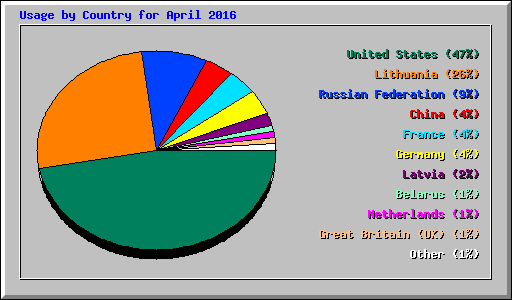 Usage by Country for April 2016
United States (47%)
Lithuania (26%)
Russian Federation (9%)
China (4%)
France (4%)
Germany (4%)
Latvia (2%)
Belarus (1%)
Netherlands (1%)
Great Britain (UK) (1%)
Other (1%)